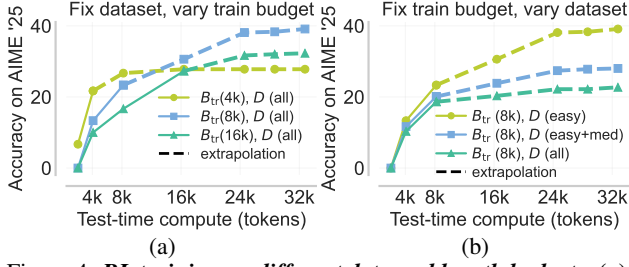 Fix dataset, vary train budget
Accuracy on AIME '25
40
20
0
B_tr(4k), D (all)
B_tr(8k), D (all)
B_tr(16k), D (all)
extrapolation
4k 8k 16k 24k 32k
Test-time compute (tokens)
(a)
Fix train budget, vary dataset
Accuracy on AIME '25
40
20
0
B_tr (8k), D (easy)
B_tr (8k), D (easy+med)
B_tr (8k), D (all)
extrapolation
4k 8k 16k 24k 32k
Test-time compute (tokens)
(b)